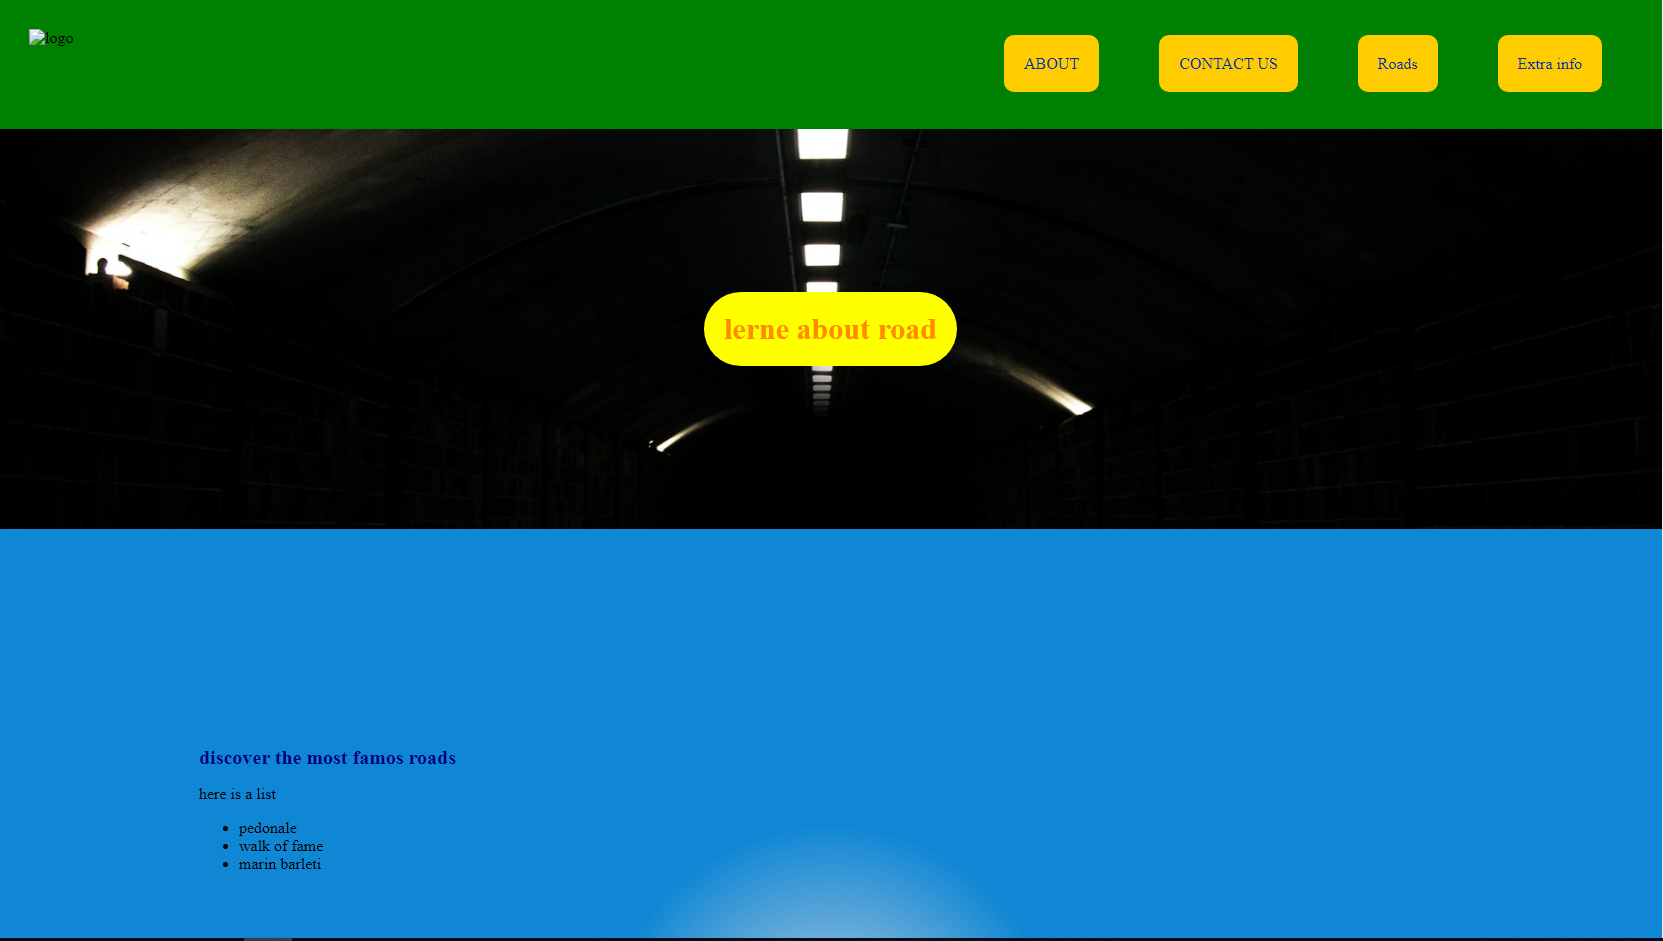 logo
ABOUT CONTACT US Roads Extra info
lerne about road
discover the most famos roads
here is a list
pedonale
walk of fame
marin barleti